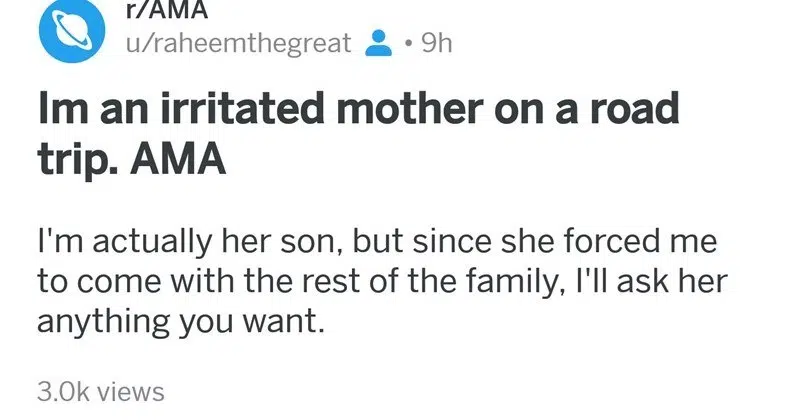 r/AMA
u/raheemthegreat • 9h
Im an irritated mother on a road
trip. AMA
I'm actually her son, but since she forced me
to come with the rest of the family, I'll ask her
anything you want.
3.0k views